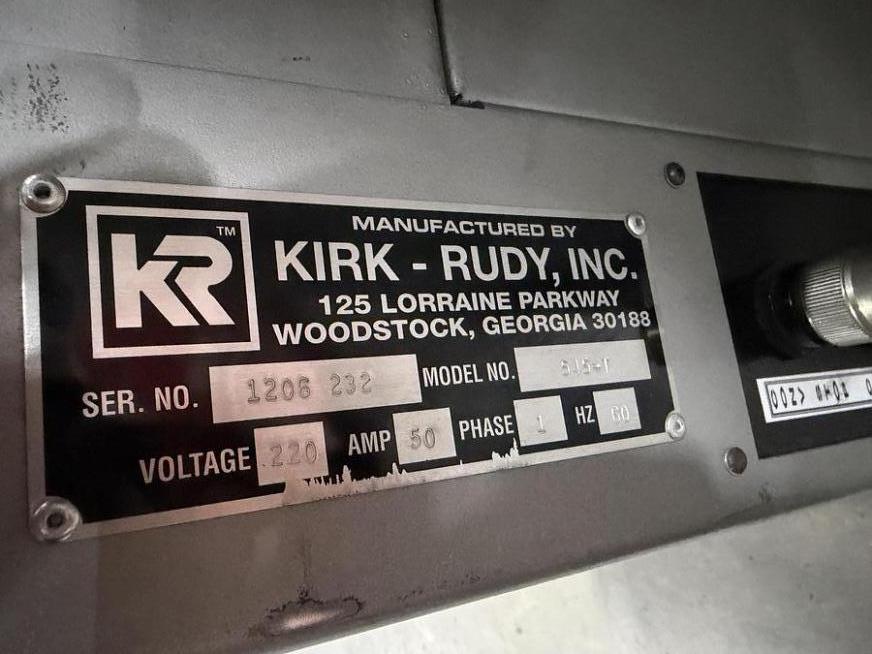 KR™
MANUFACTURED BY
KIRK - RUDY, INC.
125 LORRAINE PARKWAY
WOODSTOCK, GEORGIA 30188
SER. NO. 1206 232 MODEL NO.
VOLTAGE 220 AMP 50 PHASE 1 HZ 60